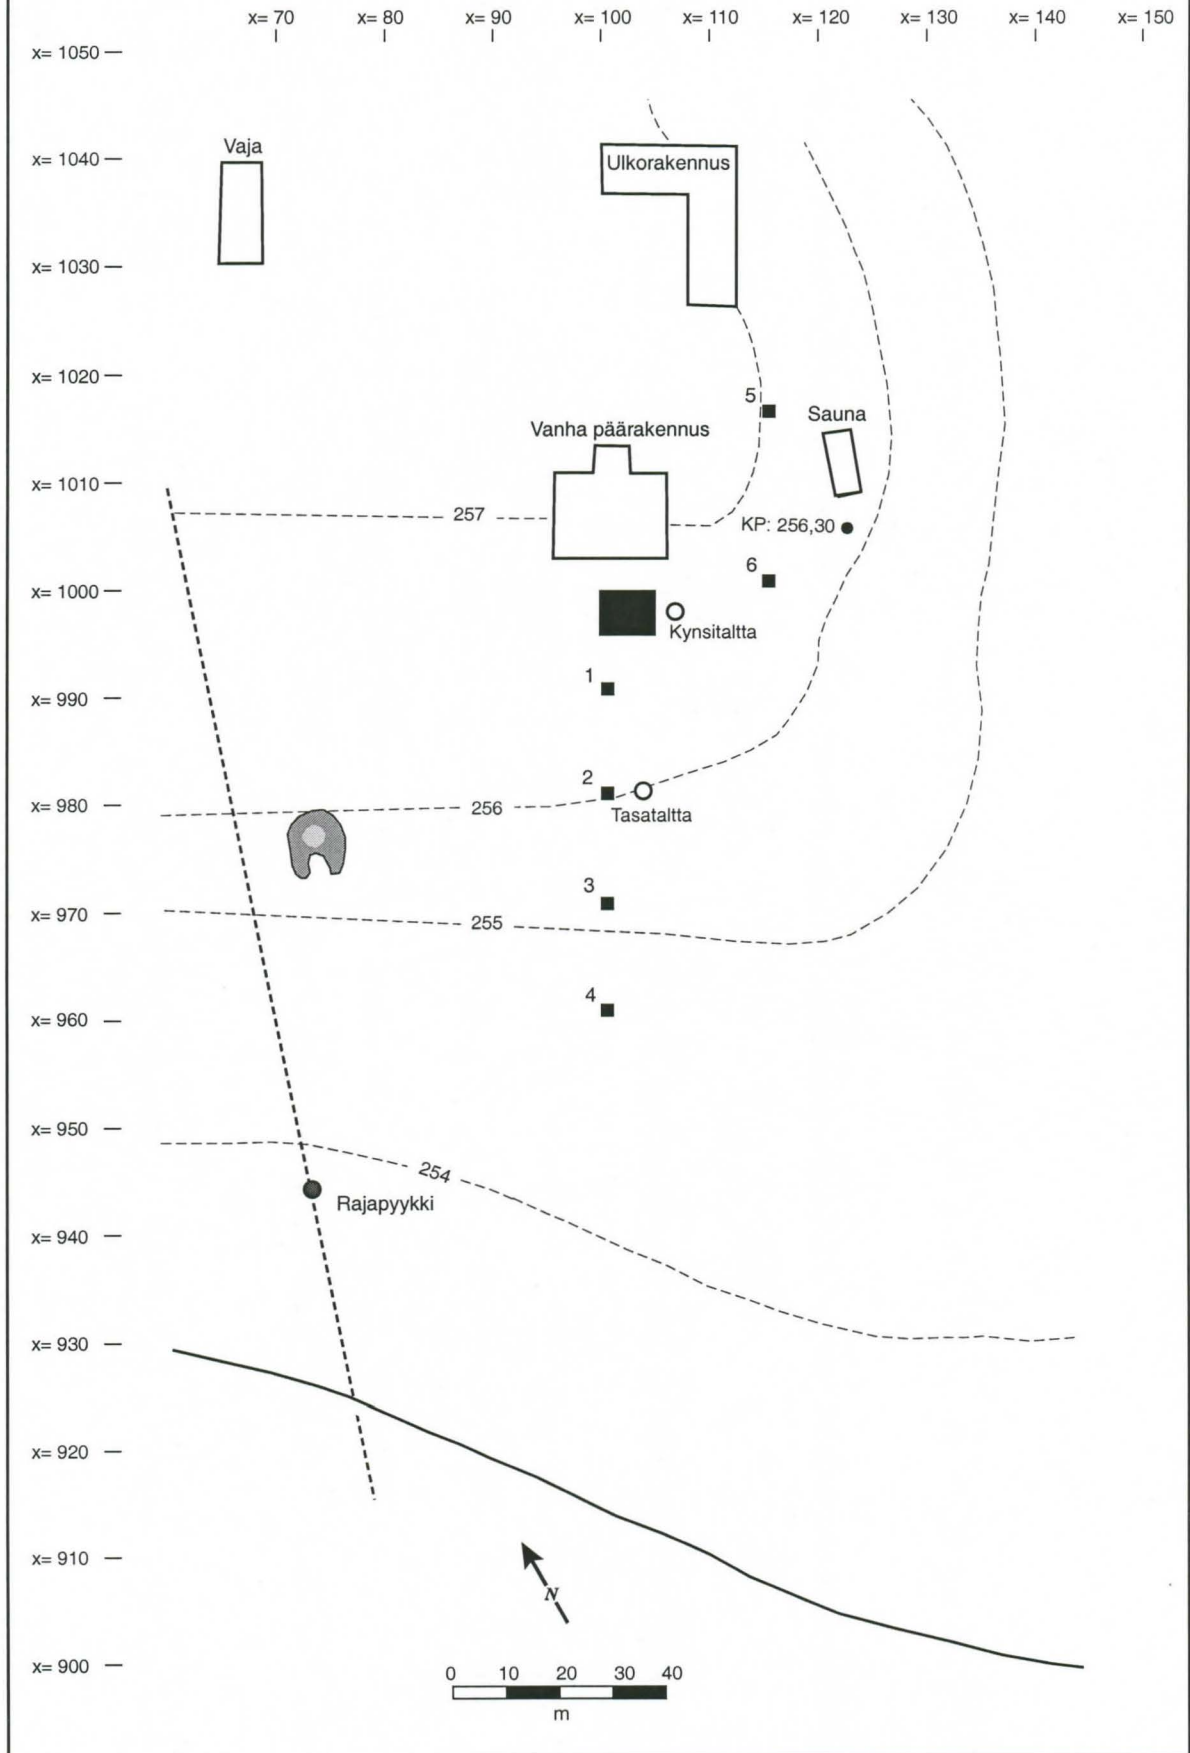 x= 70 x= 80 x= 90 x= 100 x= 110 x= 120 x= 130 x= 140 x= 150
x= 1050
Vaja
x= 1040
Ulkorakennus
x= 1030
x= 1020
5
Sauna
Vanha päärakennus
x= 1010
257
KP: 256,30
6
x= 1000
Kynsitaltta
1
x= 990
2
x= 980
256
Tasataltta
3
x= 970
255
4
x= 960
x= 950
254
Rajapyykki
x= 940
x= 930
x= 920
x= 910
N
x= 900
0 10 20 30 40
m